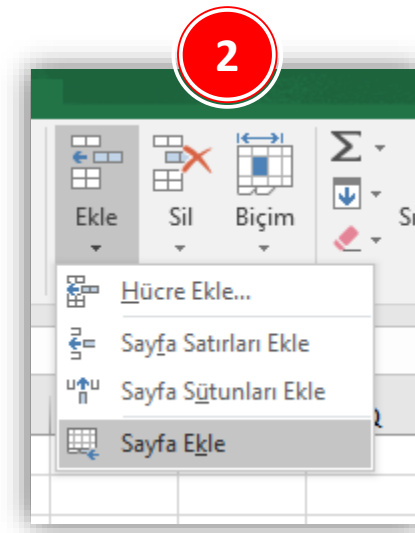 2
Ekle Sil Biçim
Hücre Ekle...
Sayfa Satırları Ekle
Sayfa Sütunları Ekle
Sayfa Ekle